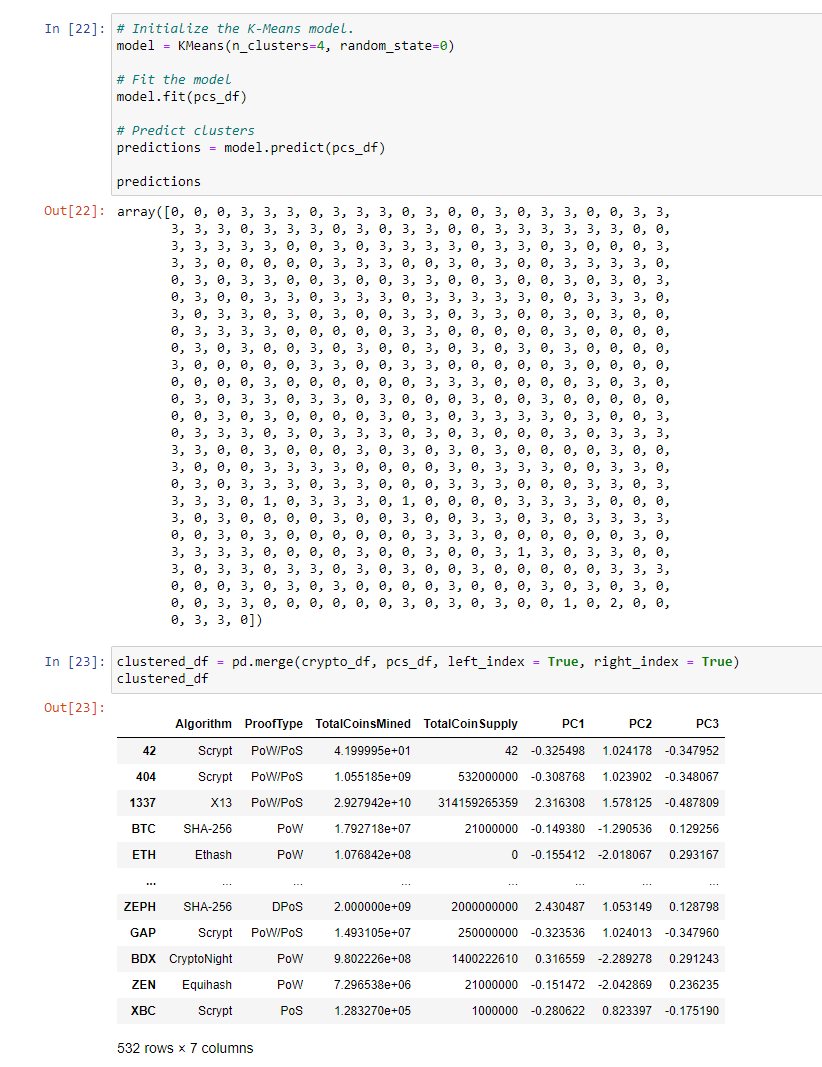 In [22]: # Initialize the K-Means model.
model = KMeans(n_clusters=4, random_state=0)
# Fit the model
model.fit(pcs_df)
# Predict clusters
predictions = model.predict(pcs_df)
predictions
Out[22]: array([0, 0, 0, 3, 3, 3, 0, 3, 3, 3, 0, 3, 0, 0, 3, 0, 3, 3, 0, 0, 3, 3,
3, 3, 3, 0, 3, 3, 3, 0, 3, 0, 3, 0, 0, 3, 3, 3, 3, 3, 3, 0, 0,
3, 3, 3, 3, 3, 0, 0, 3, 0, 3, 3, 3, 3, 0, 3, 3, 0, 3, 0, 0, 0, 3,
3, 3, 0, 0, 0, 0, 0, 3, 3, 3, 0, 0, 3, 0, 3, 0, 0, 3, 3, 3, 3, 0,
0, 3, 0, 3, 3, 0, 0, 3, 0, 0, 3, 3, 0, 0, 3, 0, 0, 3, 0, 3, 0, 3,
0, 3, 0, 0, 3, 3, 0, 3, 3, 3, 0, 3, 3, 3, 3, 3, 0, 0, 3, 3, 3, 0,
3, 0, 3, 3, 0, 3, 0, 3, 0, 0, 3, 3, 0, 3, 3, 0, 0, 3, 0, 3, 0, 0,
0, 3, 3, 3, 3, 0, 0, 0, 0, 0, 3, 3, 0, 0, 0, 0, 0, 3, 0, 0, 0, 0,
0, 3, 0, 3, 0, 0, 3, 0, 3, 0, 0, 3, 0, 3, 0, 3, 0, 3, 0, 0, 0, 0,
3, 0, 0, 0, 0, 0, 3, 3, 0, 3, 3, 0, 0, 0, 0, 0, 0, 3, 0, 0, 0, 0,
0, 0, 0, 0, 3, 0, 0, 0, 0, 0, 0, 3, 3, 3, 0, 0, 0, 0, 3, 0, 3, 0,
0, 3, 0, 3, 0, 3, 3, 0, 3, 0, 0, 0, 3, 0, 0, 3, 0, 0, 0, 0, 0, 0,
0, 0, 3, 0, 3, 0, 0, 0, 0, 3, 0, 3, 0, 3, 3, 3, 3, 0, 3, 0, 0, 3,
0, 3, 3, 3, 0, 3, 0, 3, 3, 3, 0, 3, 0, 3, 0, 0, 0, 3, 0, 3, 3, 3,
3, 3, 0, 0, 3, 0, 0, 0, 3, 0, 3, 0, 3, 0, 3, 0, 0, 0, 0, 3, 0, 0,
3, 0, 0, 0, 3, 3, 3, 3, 0, 0, 0, 0, 3, 0, 3, 3, 3, 0, 0, 3, 3, 0,
0, 3, 0, 3, 3, 3, 0, 3, 3, 0, 0, 0, 3, 3, 3, 0, 0, 0, 3, 3, 0, 3,
3, 3, 3, 0, 1, 0, 3, 3, 3, 0, 1, 0, 0, 0, 0, 3, 3, 3, 3, 0, 0, 0,
3, 0, 3, 0, 0, 0, 0, 3, 0, 0, 3, 0, 0, 3, 3, 0, 3, 0, 3, 3, 3, 3,
0, 0, 3, 0, 3, 0, 0, 0, 0, 0, 0, 3, 3, 3, 0, 0, 0, 0, 0, 0, 3, 0,
3, 3, 3, 3, 0, 0, 0, 0, 3, 0, 0, 3, 0, 0, 3, 1, 3, 0, 3, 3, 0, 0,
3, 0, 3, 3, 0, 3, 3, 0, 3, 0, 3, 0, 0, 3, 0, 0, 0, 0, 0, 3, 3, 3,
0, 0, 0, 3, 0, 3, 0, 3, 0, 0, 0, 0, 3, 0, 0, 0, 3, 0, 3, 0, 3, 0,
0, 0, 3, 3, 0, 0, 0, 0, 0, 0, 3, 0, 3, 0, 3, 0, 0, 1, 0, 2, 0, 0,
0, 3, 3, 0])
In [23]: clustered_df = pd.merge(crypto_df, pcs_df, left_index = True, right_index = True)
clustered_df
Out[23]:
Algorithm ProofType TotalCoinsMined TotalCoinSupply PC1 PC2 PC3
42 Scrypt PoW/PoS 4.199995e+01 42 -0.325498 1.024178 -0.347952
404 Scrypt PoW/PoS 1.055185e+09 532000000 -0.308768 1.023902 -0.348067
1337 X13 PoW/PoS 2.927942e+10 314159265359 2.316308 1.578125 -0.487809
BTC SHA-256 PoW 1.792718e+07 21000000 -0.149380 -1.290536 0.129256
ETH Ethash PoW 1.076842e+08 0 -0.155412 -2.018067 0.293167
... ... ... ... ... ... ... ...
ZEPH SHA-256 DPoS 2.000000e+09 2000000000 2.430487 1.053149 0.128798
GAP Scrypt PoW/PoS 1.493105e+07 250000000 -0.323536 1.024013 -0.347960
BDX CryptoNight PoW 9.802226e+08 1400222610 0.316559 -2.289278 0.291243
ZEN Equihash PoW 7.296538e+06 21000000 -0.151472 -2.042869 0.236235
XBC Scrypt PoS 1.283270e+05 1000000 -0.280622 0.823397 -0.175190
532 rows × 7 columns